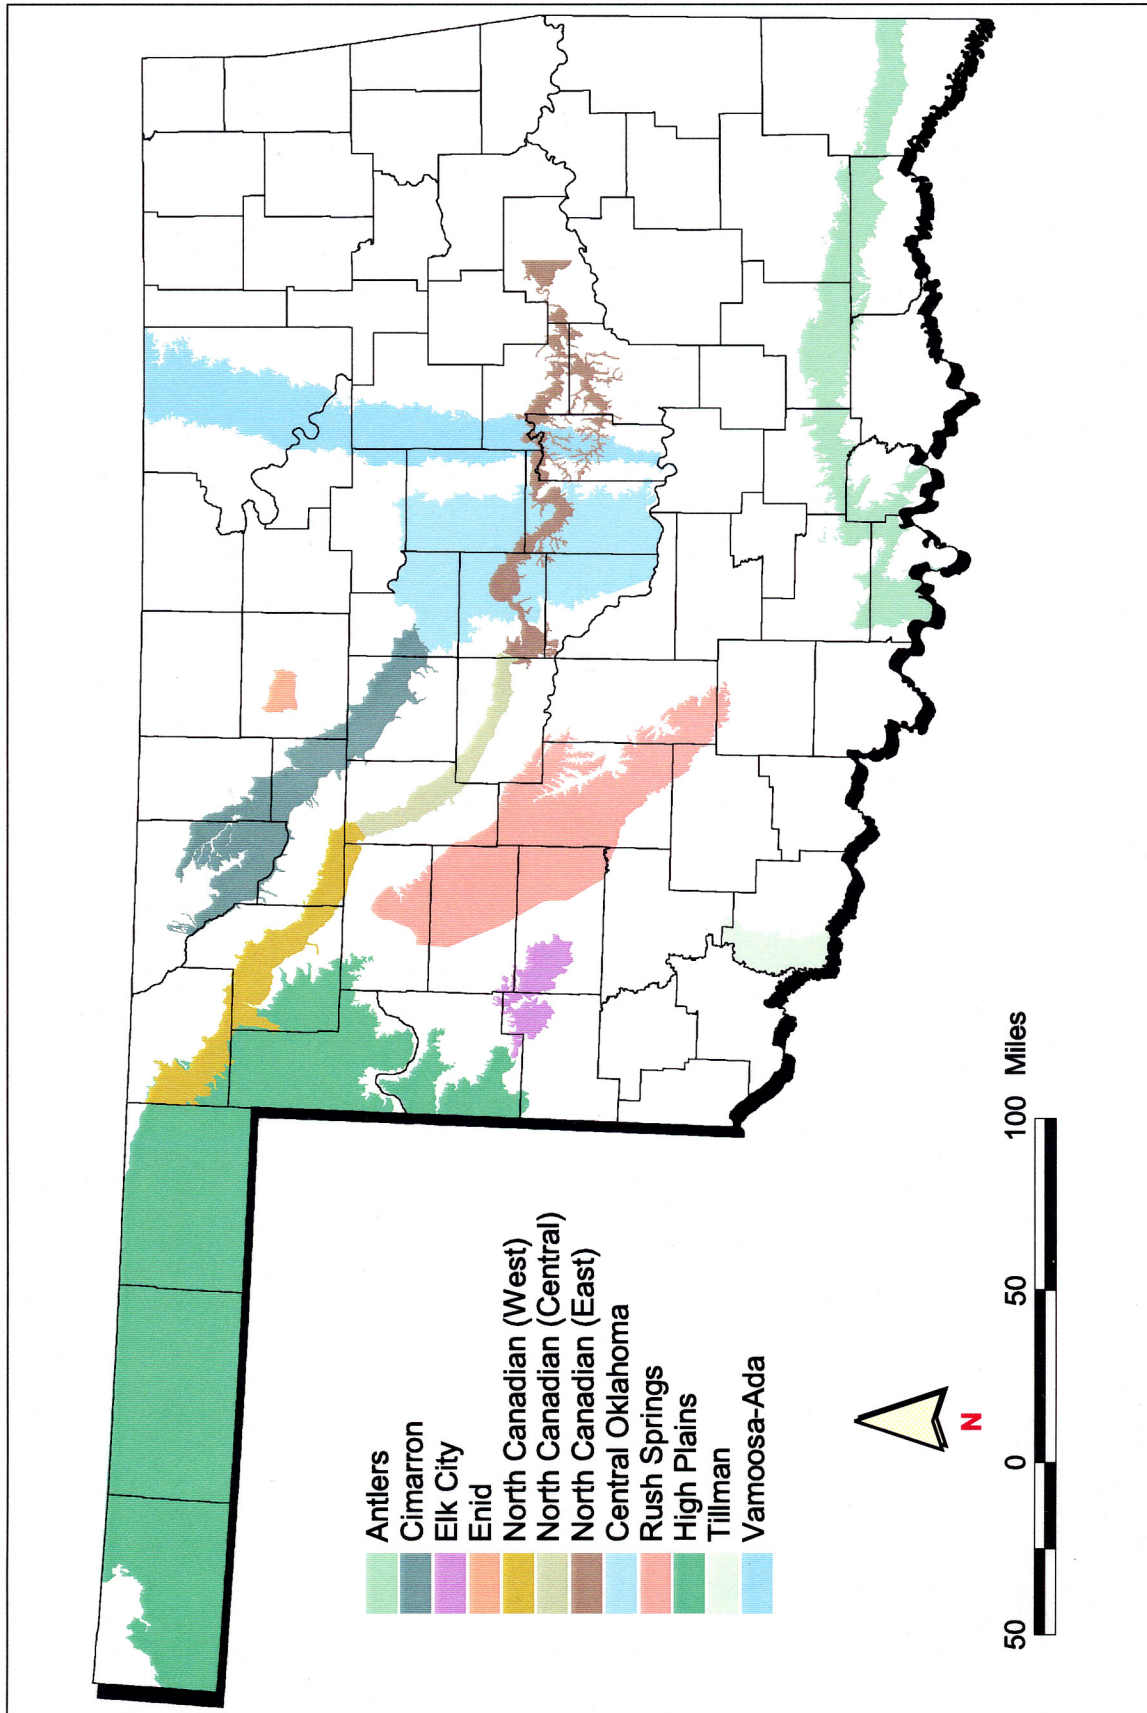 Antlers
Cimarron
Elk City
Enid
North Canadian (West)
North Canadian (Central)
North Canadian (East)
Central Oklahoma
Rush Springs
High Plains
Tillman
Vamoosa-Ada
N
50 0 50 100 Miles